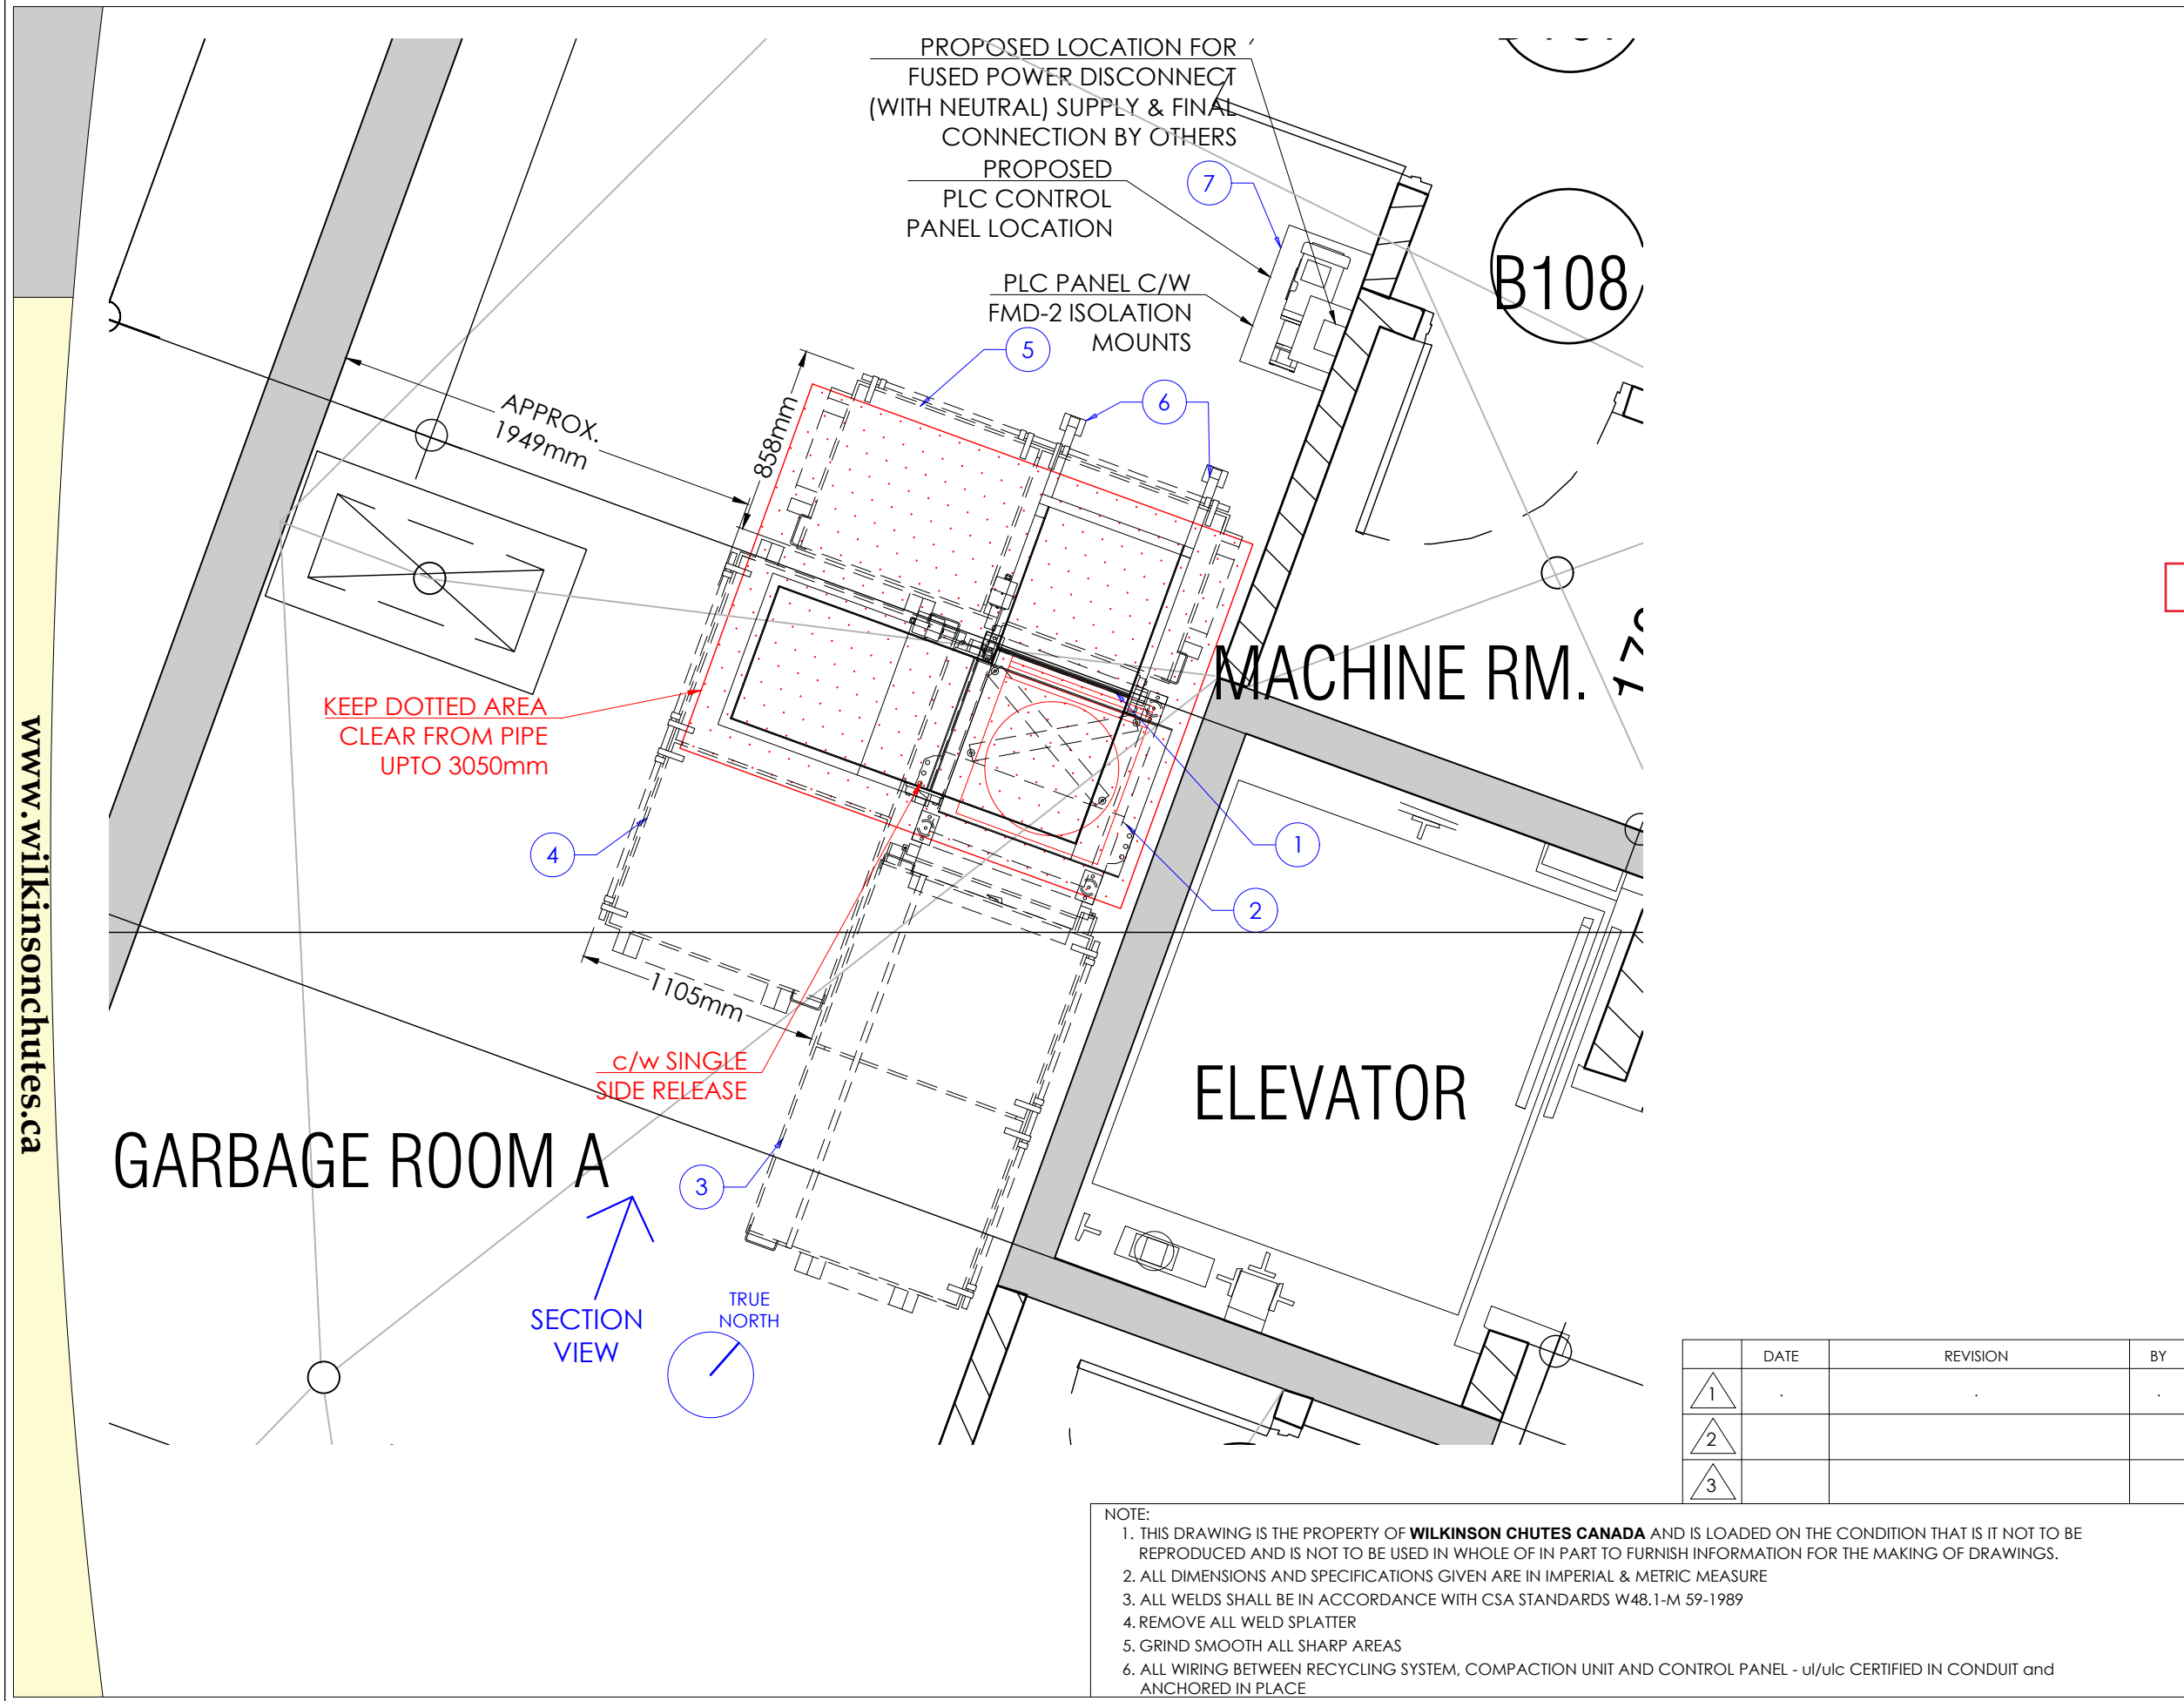 PROPOSED LOCATION FOR
FUSED POWER DISCONNECT
(WITH NEUTRAL) SUPPLY & FINAL
CONNECTION BY OTHERS
PROPOSED
PLC CONTROL
PANEL LOCATION
7
PLC PANEL C/W
FMD-2 ISOLATION
MOUNTS
B108
5
6
APPROX.
1949mm
858mm
MACHINE RM.
KEEP DOTTED AREA
CLEAR FROM PIPE
UPTO 3050mm
4
1
2
1105mm
c/w SINGLE
SIDE RELEASE
ELEVATOR
GARBAGE ROOM A
3
SECTION
VIEW
TRUE
NORTH
www.wilkinsonchutes.ca
DATE REVISION BY
1 . . .
2
3
NOTE:
1. THIS DRAWING IS THE PROPERTY OF WILKINSON CHUTES CANADA AND IS LOADED ON THE CONDITION THAT IS IT NOT TO BE
REPRODUCED AND IS NOT TO BE USED IN WHOLE OF IN PART TO FURNISH INFORMATION FOR THE MAKING OF DRAWINGS.
2. ALL DIMENSIONS AND SPECIFICATIONS GIVEN ARE IN IMPERIAL & METRIC MEASURE
3. ALL WELDS SHALL BE IN ACCORDANCE WITH CSA STANDARDS W48.1-M 59-1989
4. REMOVE ALL WELD SPLATTER
5. GRIND SMOOTH ALL SHARP AREAS
6. ALL WIRING BETWEEN RECYCLING SYSTEM, COMPACTION UNIT AND CONTROL PANEL - ul/ulc CERTIFIED IN CONDUIT and
ANCHORED IN PLACE